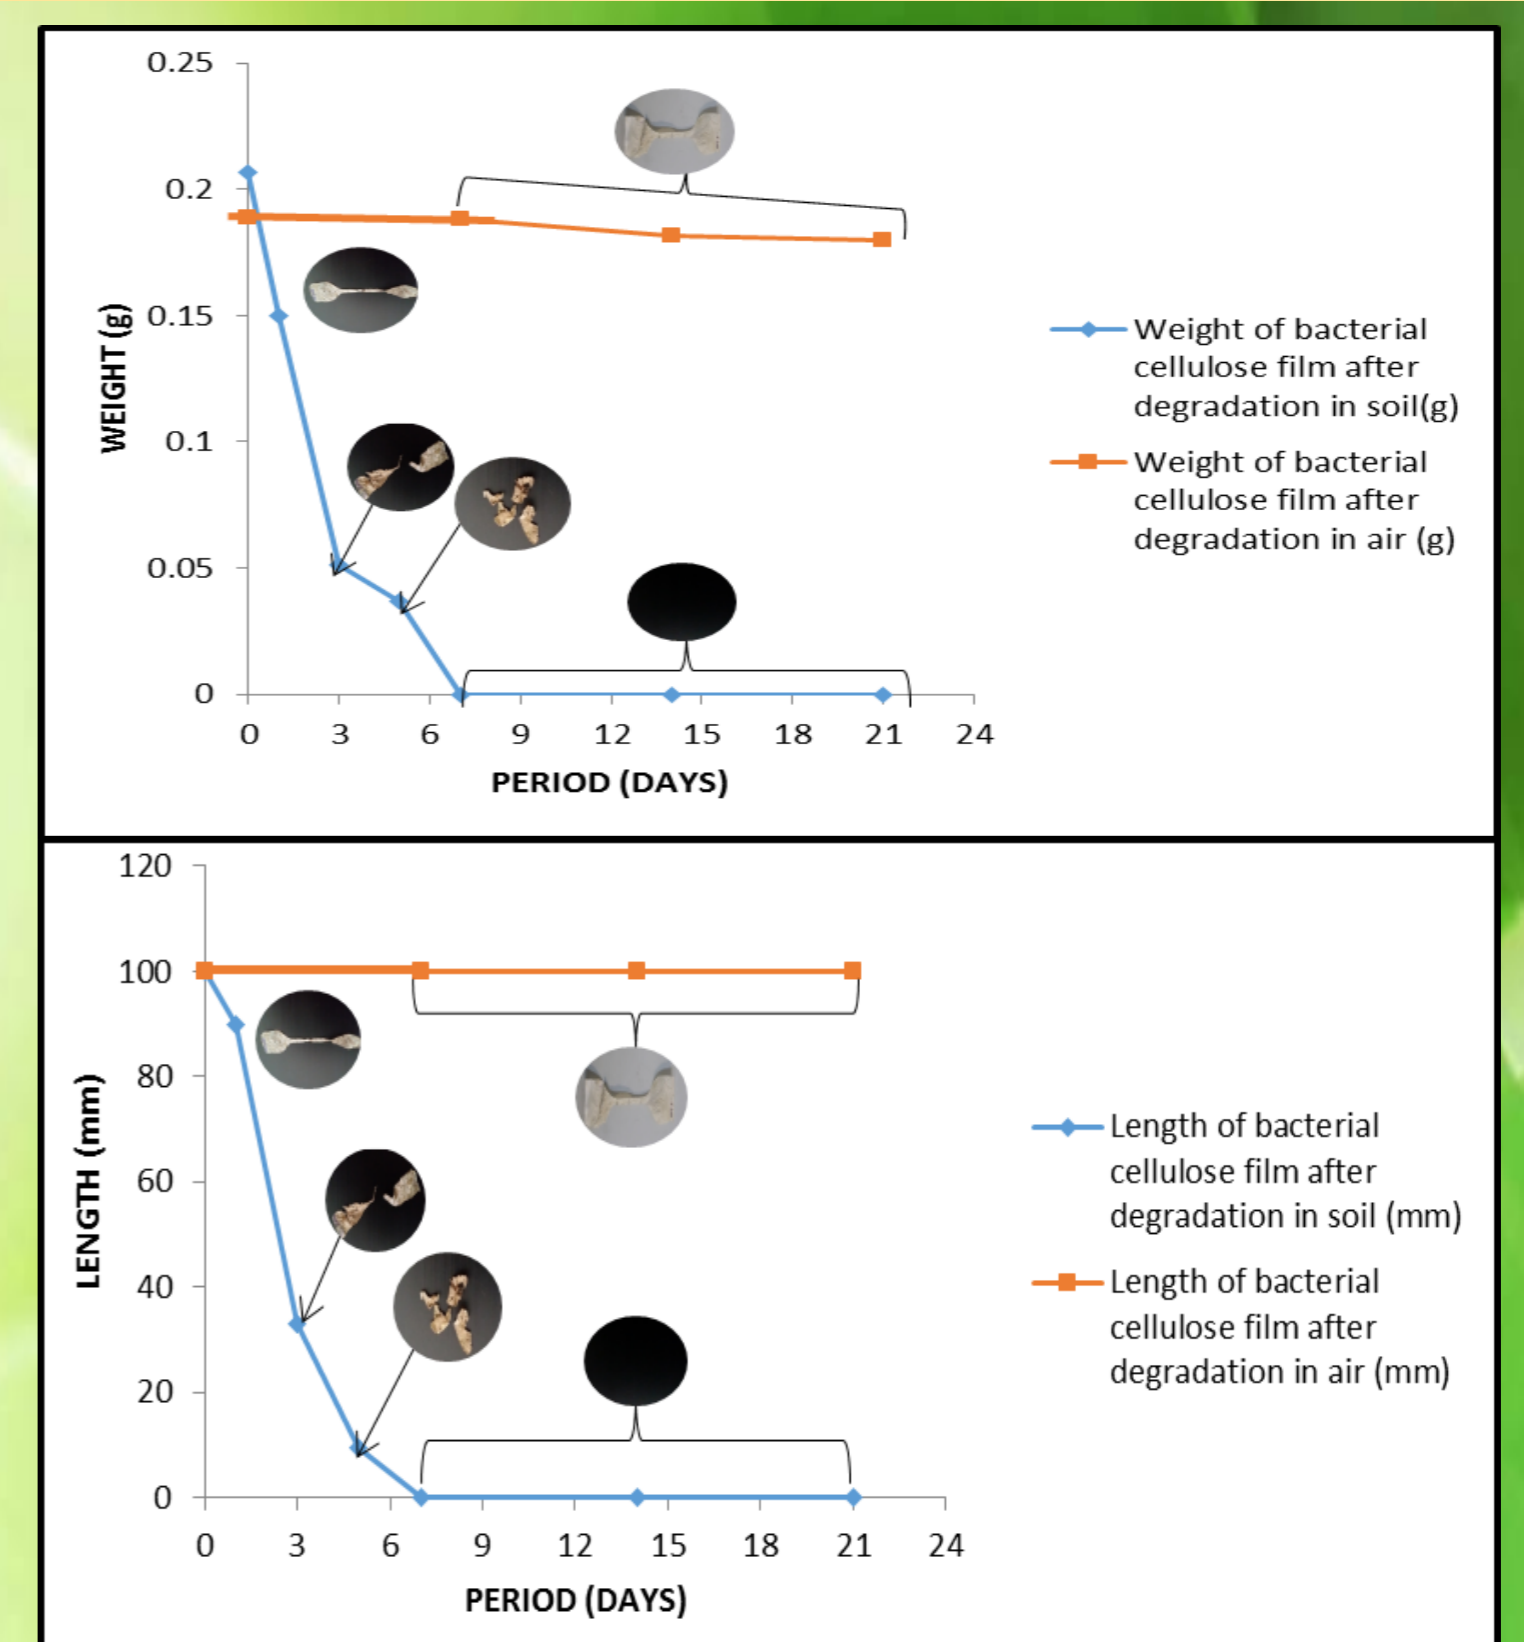 0.25
0.2
0.15
0.1
0.05
0
0 3 6 9 12 15 18 21 24
WEIGHT (g)
PERIOD (DAYS)
Weight of bacterial
cellulose film after
degradation in soil(g)
Weight of bacterial
cellulose film after
degradation in air (g)
120
100
80
60
40
20
0
0 3 6 9 12 15 18 21 24
LENGTH (mm)
PERIOD (DAYS)
Length of bacterial
cellulose film after
degradation in soil (mm)
Length of bacterial
cellulose film after
degradation in air (mm)